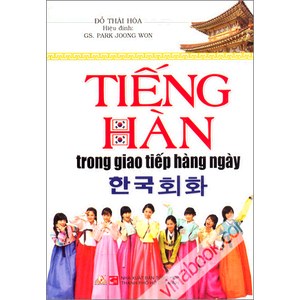 ĐỖ THÁI HÒA
Hiệu đính:
GS. PARK JOONG WON
TIẾNG
HÀN
trong giao tiếp hàng ngày
한국회화
vinabook.com